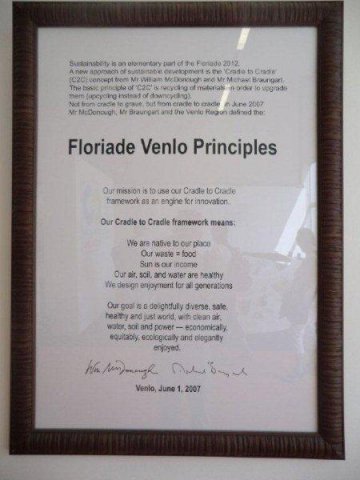 Sustainability is an elementary part of the Floriade 2012.
A new approach of sustainable development is the 'Cradle to Cradle'
(C2C) concept from Mr William McDonough and Mr Michael Braungart.
The basic principle of 'C2C' is recycling of materials in order to upgrade
them (upcycling instead of downcycling).
Not from cradle to grave, but from cradle to cradle. In June 2007
Mr McDonough, Mr Braungart and the Venlo Region defined the:
Floriade Venlo Principles
Our mission is to use our Cradle to Cradle
framework as an engine for innovation.
Our Cradle to Cradle framework means:
We are native to our place
Our waste = food
Sun is our income
Our air, soil, and water are healthy
We design enjoyment for all generations
Our goal is a delightfully diverse, safe,
healthy and just world, with clean air,
water, soil and power — economically,
equitably, ecologically and elegantly
enjoyed.
Venlo, June 1, 2007